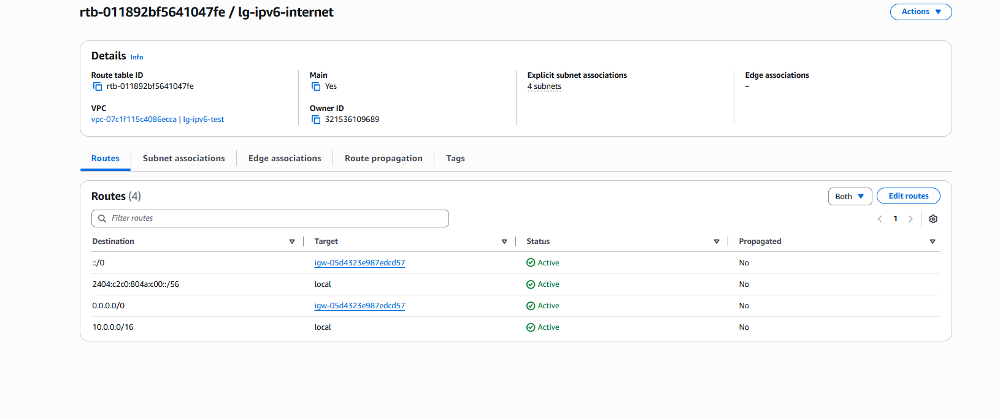 rtb-011892bf5641047fe / lg-ipv6-internet
Actions
Details Info
Route table ID
rtb-011892bf5641047fe
Main
Yes
Explicit subnet associations
4 subnets
Edge associations
–
VPC
vpc-07c1f115c4086ecca | lg-ipv6-test
Owner ID
321536109689
Routes
Subnet associations
Edge associations
Route propagation
Tags
Routes (4)
Both
Edit routes
Filter routes
1
Destination Target Status Propagated
::/0 igw-05d4323e987edcd57 Active No
2404:c2c0:804a:c00::/56 local Active No
0.0.0.0/0 igw-05d4323e987edcd57 Active No
10.0.0.0/16 local Active No